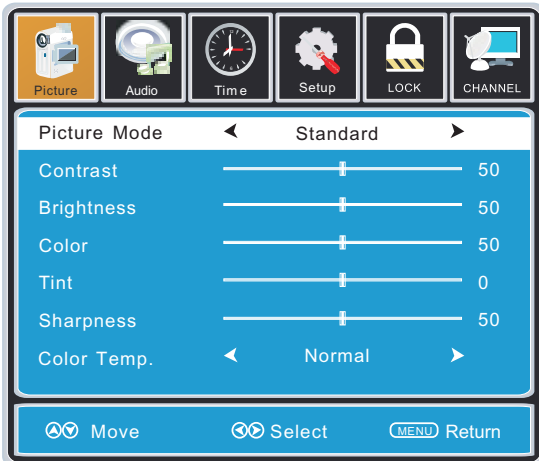 Picture Audio Time Setup LOCK CHANNEL
Picture Mode Standard
Contrast 50
Brightness 50
Color 50
Tint 0
Sharpness 50
Color Temp. Normal
Move Select MENU Return